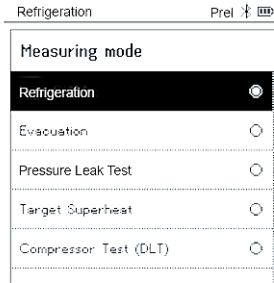 Refrigeration Prel
Measuring mode
Refrigeration
Evacuation
Pressure Leak Test
Target Superheat
Compressor Test (DLT)